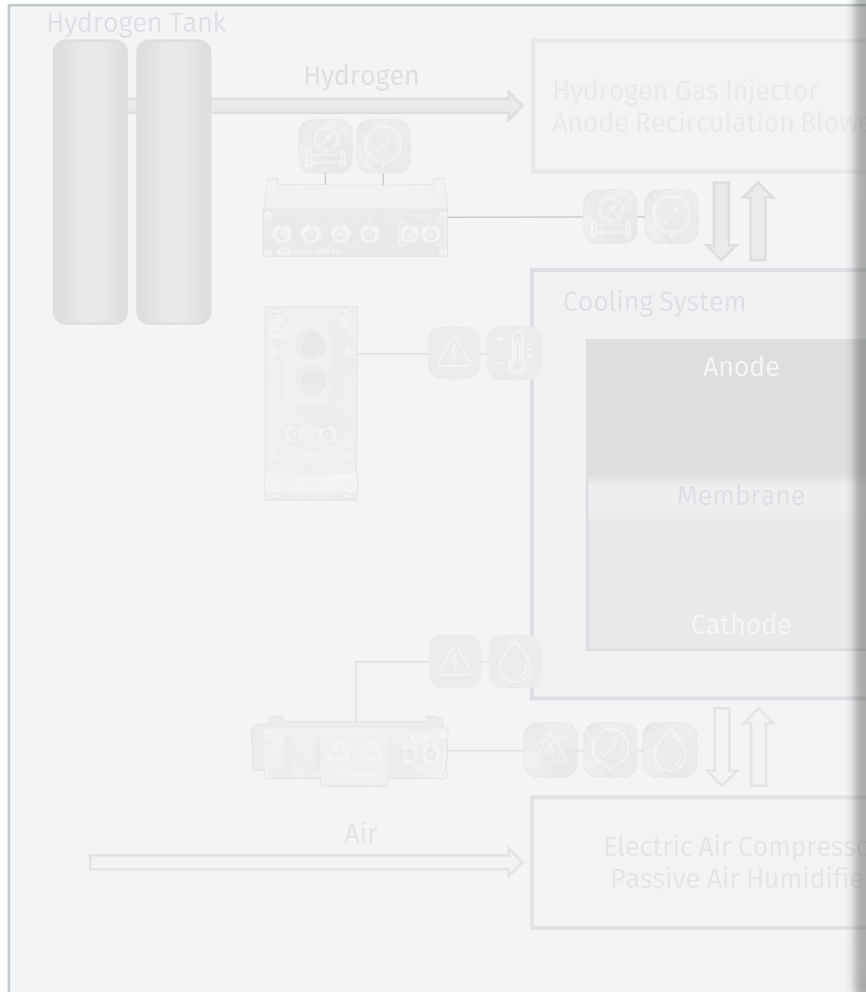 Hydrogen Tank
Hydrogen
Hydrogen Gas Injector
Anode Recirculation
Cooling System
Anode
Membrane
Cathode
Air
Electric Air
Passive Air